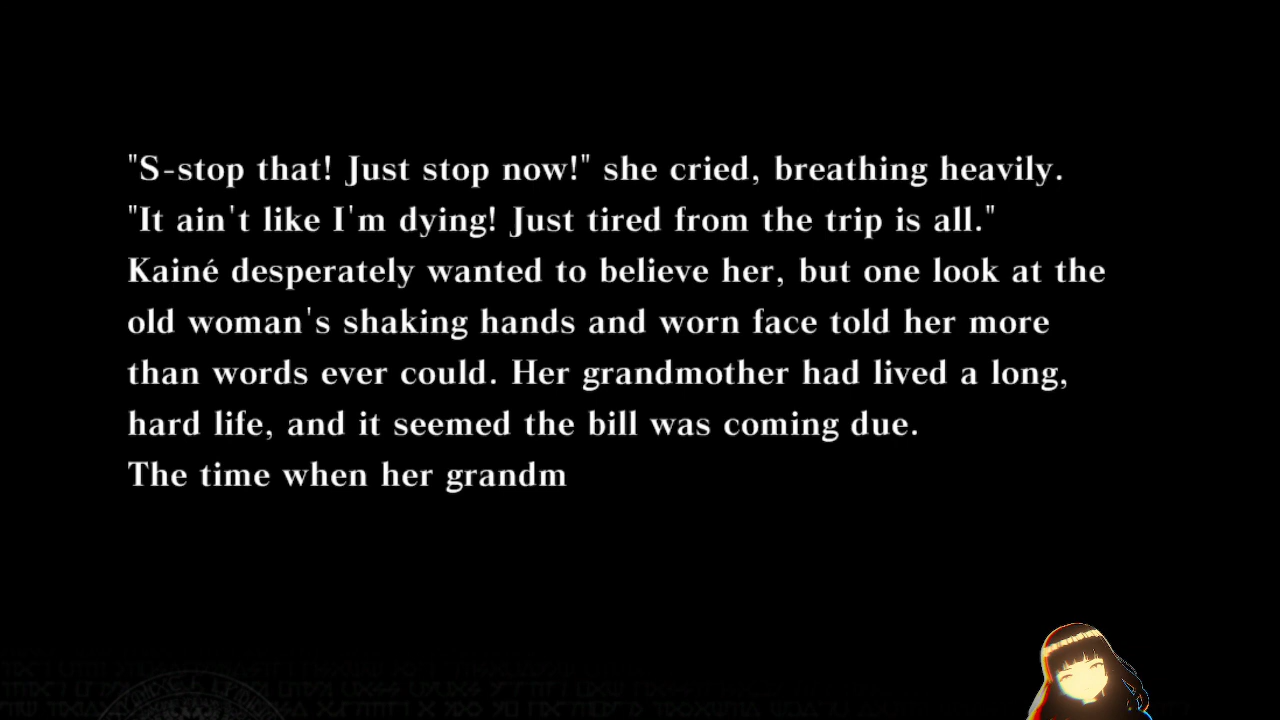 "S-stop that! Just stop now!" she cried, breathing heavily.
"It ain't like I'm dying! Just tired from the trip is all."
Kainé desperately wanted to believe her, but one look at the
old woman's shaking hands and worn face told her more
than words ever could. Her grandmother had lived a long,
hard life, and it seemed the bill was coming due.
The time when her grandm